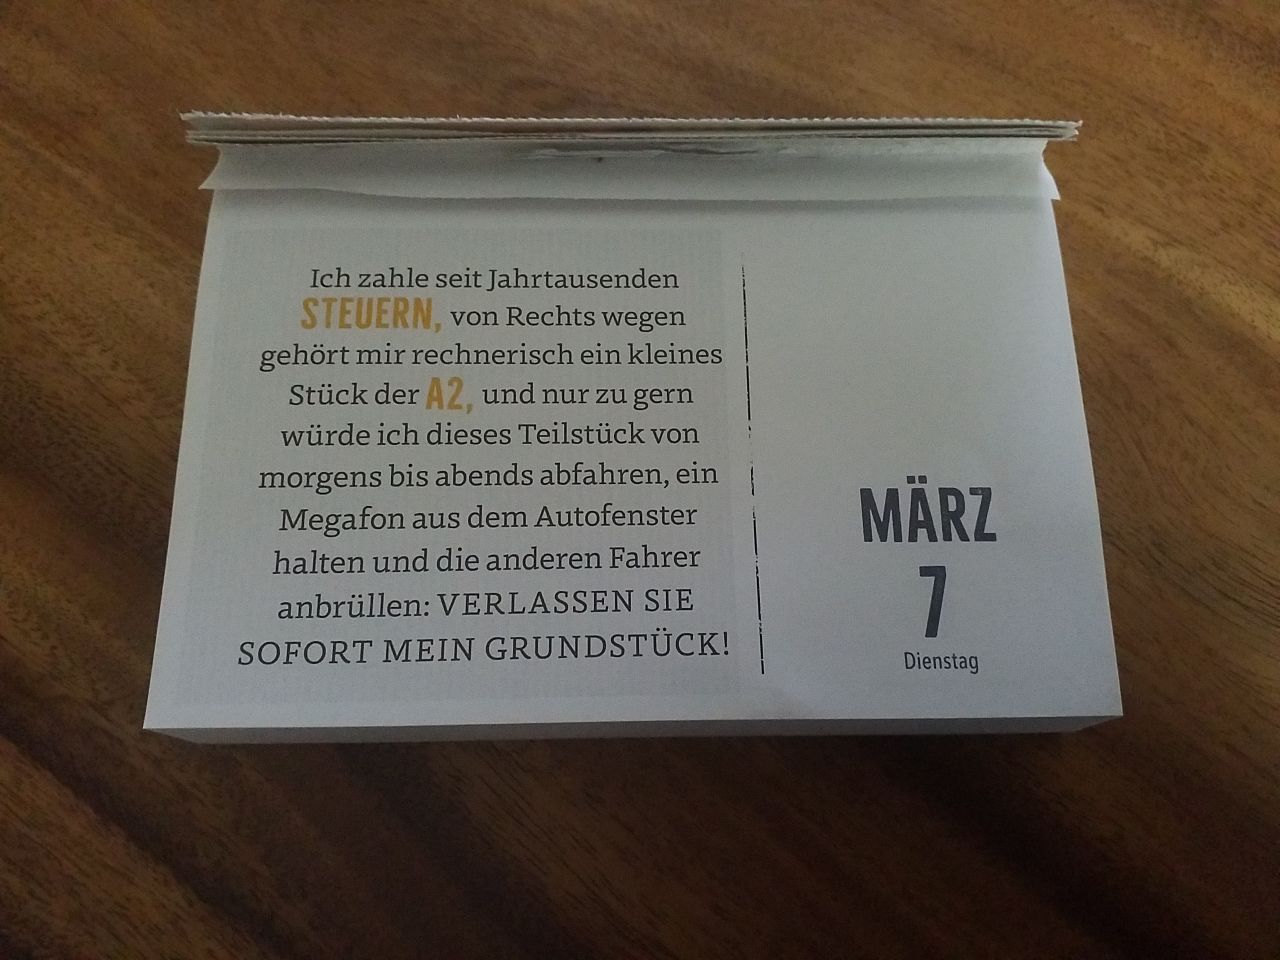 Ich zahle seit Jahrtausenden
STEUERN, von Rechts wegen
gehört mir rechnerisch ein kleines
Stück der A2, und nur zu gern
würde ich dieses Teilstück von
morgens bis abends abfahren, ein
Megafon aus dem Autofenster
halten und die anderen Fahrer
anbrüllen: VERLASSEN SIE
SOFORT MEIN GRUNDSTÜCK!
MÄRZ
7
Dienstag